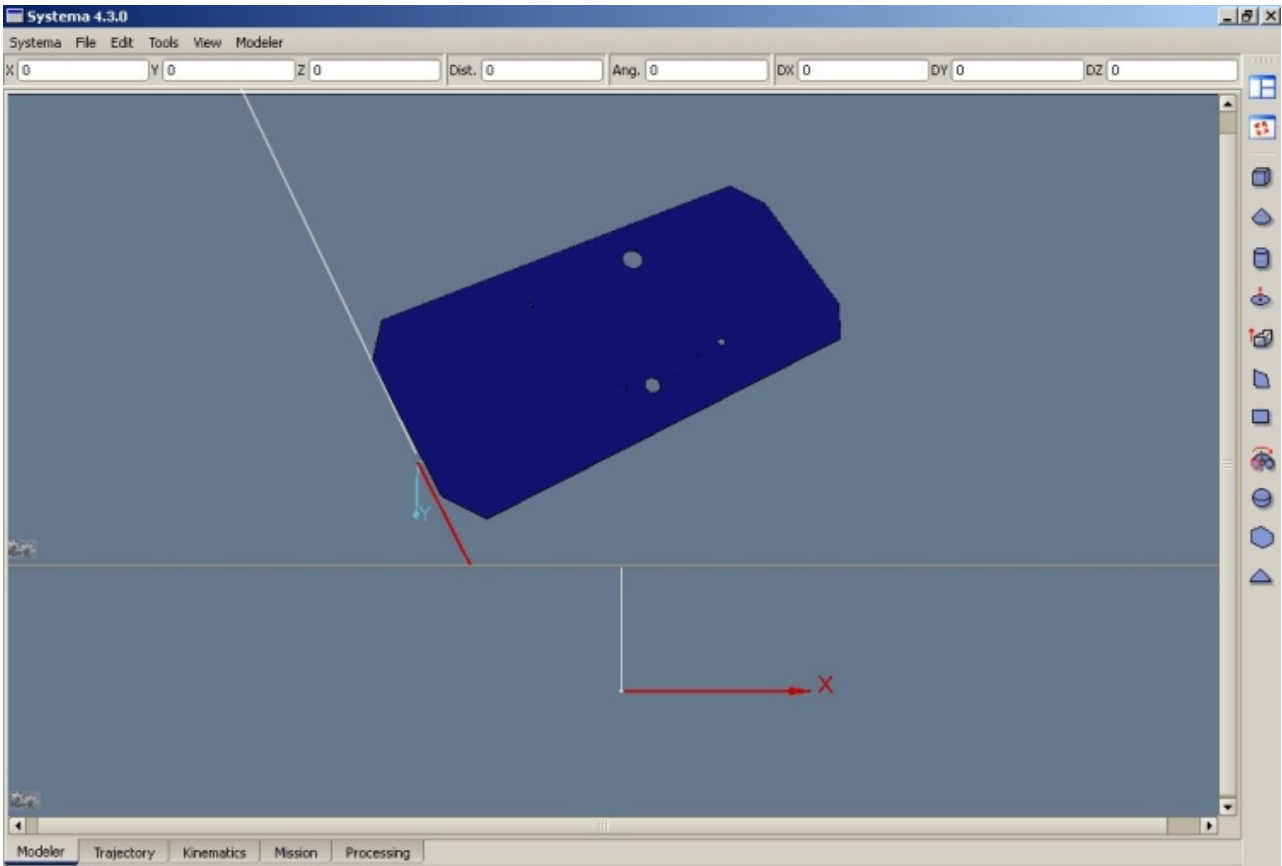 Systema 4.3.0
Systema File Edit Tools View Modeler
X 0 Y 0 Z 0 Dist. 0 Ang. 0 DX 0 DY 0 DZ 0
Y
X
Modeler Trajectory Kinematics Mission Processing